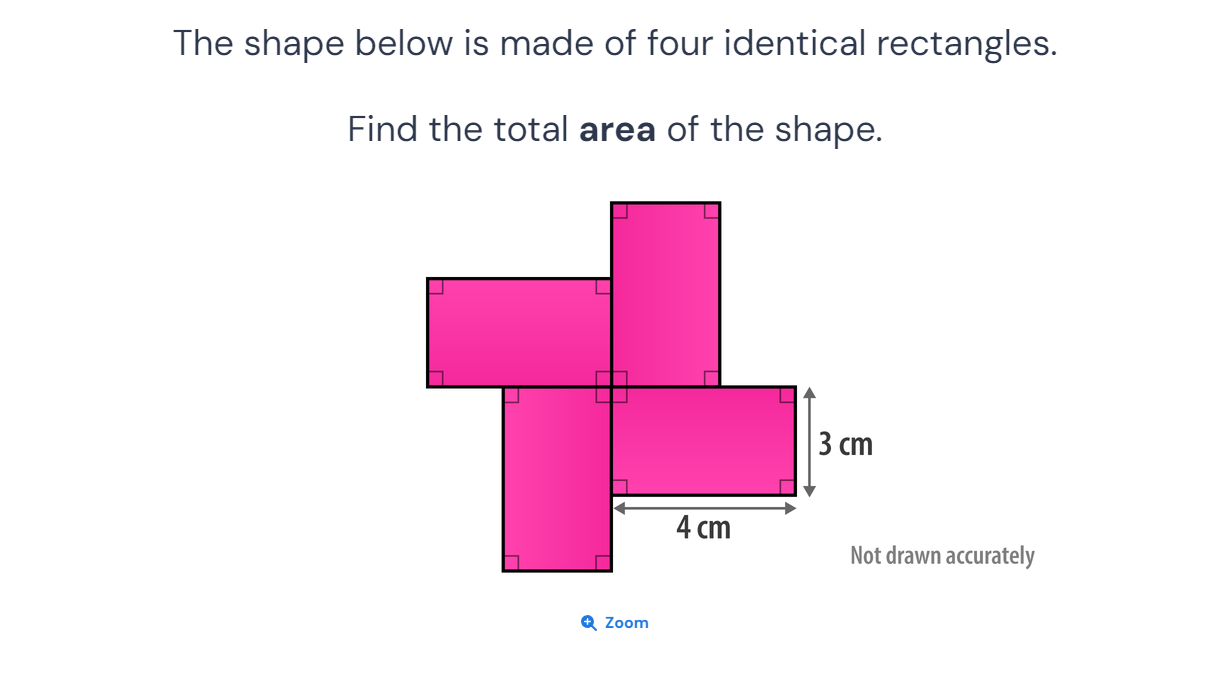 The shape below is made of four identical rectangles.
Find the total area of the shape.
3 cm
4 cm
Not drawn accurately
Zoom